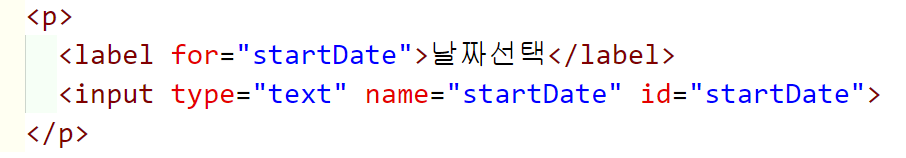 <p>
<label for="startDate">날짜선택</label>
<input type="text" name="startDate" id="startDate">
</p>